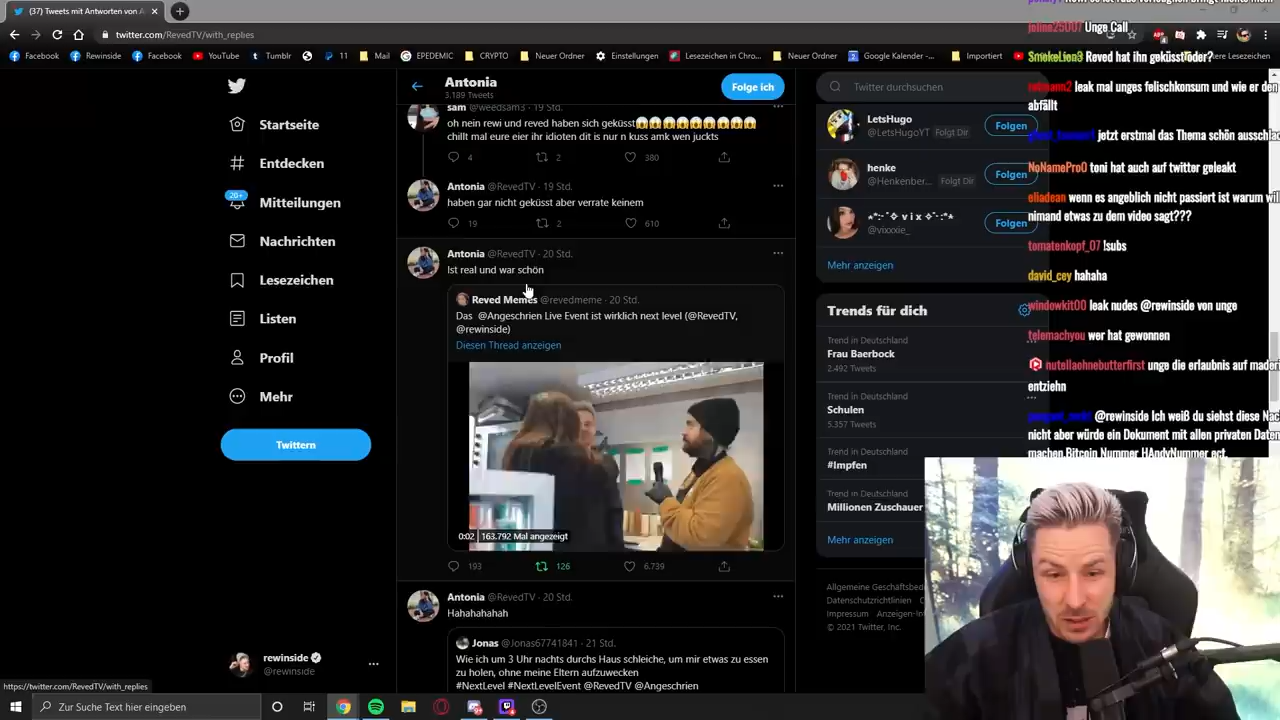 (37) Tweets mit Antworten von A
twitter.com/RevedTV/with_replies
Facebook
Rewinside
Facebook
YouTube
Tumblr
11
Mail
EPEDEMIC
CRYPTO
Neuer Ordner
Einstellungen
Lesezeichen in Chro...
Neuer Ordner
Google Kalender -...
Importiert
Startseite
Entdecken
20+
Mitteilungen
Nachrichten
Lesezeichen
Listen
Profil
Mehr
Twittern
rewinside
@rewinside
https://twitter.com/RevedTV/with_replies
Antonia
3.189 Tweets
Folge ich
sam @weedsam3 · 19 Std.
oh nein rewi und reved haben sich geküsst
chillt mal eure eier ihr idioten dit is nur n kuss amk wen juckts
4 2 380
Antonia @RevedTV · 19 Std.
haben gar nicht geküsst aber verrate keinem
19 2 610
Antonia @RevedTV · 20 Std.
Ist real und war schön
Reved Memes @revedmeme · 20 Std.
Das @Angeschrien Live Event ist wirklich next level (@RevedTV,
@rewinside)
Diesen Thread anzeigen
0:02 163.792 Mal angezeigt
193 126 6.739
Antonia @RevedTV · 20 Std.
Hahahahahah
Jonas @Jonas67741841 · 21 Std.
Wie ich um 3 Uhr nachts durchs Haus schleiche, um mir etwas zu essen
zu holen, ohne meine Eltern aufzuwecken
#NextLevel #NextLevelEvent @RevedTV @Angeschrien
Twitter durchsuchen
LetsHugo
@LetsHugoYT Folgt Dir
Folgen
henke
@Henkenber... Folgt Dir
Folgen
v i x
@vixxxie_
Folgen
Mehr anzeigen
Trends für dich
Trend in Deutschland
Frau Baerbock
2.492 Tweets
Trend in Deutschland
Schulen
5.357 Tweets
Trend in Deutschland
#Impfen
Trend in Deutschland
Millionen Zuschauer
Mehr anzeigen
Allgemeine Geschäftsbed
Datenschutzrichtlinien
Impressum Anzeigen-In
© 2021 Twitter, Inc.
joline25007 Unge Call
SmokeLion3 Reved hat ihn geküsst oder?
leak mal unges felischkonsum und wie er den
abfällt
jetzt erstmal das Thema schön ausschla
NoNamePro0 toni hat auch auf twitter geleakt
eliadean wenn es angeblich nicht passiert ist warum will
nimand etwas zu dem video sagt???
tomatenkopf_07 !subs
david_cey hahaha
windowkit00 leak nudes @rewinside von unge
telemachyou wer hat gewonnen
nutellaohnebutterfirst unge die erlaubnis auf mader
entziehn
@rewinside Ich weiß du siehst diese Nac
nicht aber würde ein Dokument mit allen privaten Daten
machen Bitcoin Nummer HAndyNummer ect.
Zur Suche Text hier eingeben